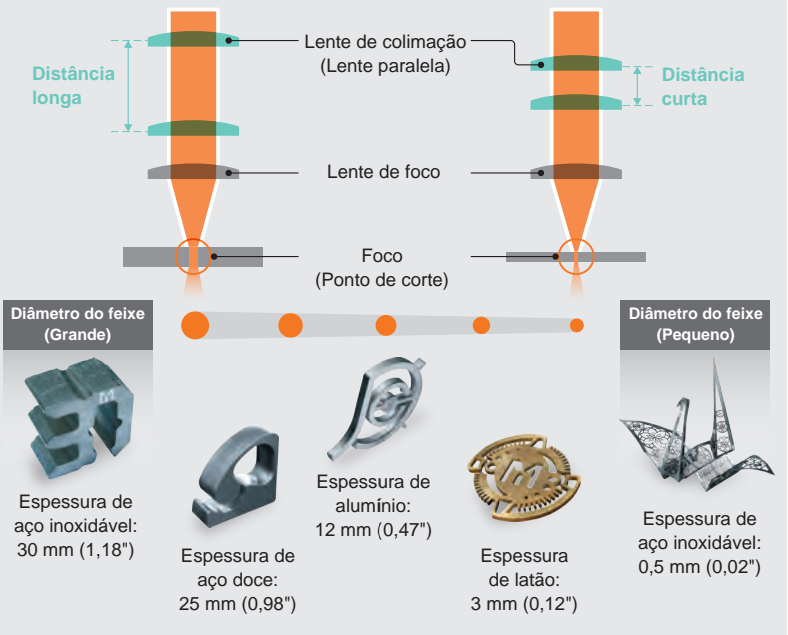 Lente de colimação
(Lente paralela)
Distância
longa
Distância
curta
Lente de foco
Foco
(Ponto de corte)
Diâmetro do feixe
(Grande)
Diâmetro do feixe
(Pequeno)
M
M
Espessura de
aço inoxidável:
30 mm (1,18")
Espessura de
aço doce:
25 mm (0,98")
Espessura de
alumínio:
12 mm (0,47")
Espessura
de latão:
3 mm (0,12")
Espessura de
aço inoxidável:
0,5 mm (0,02")